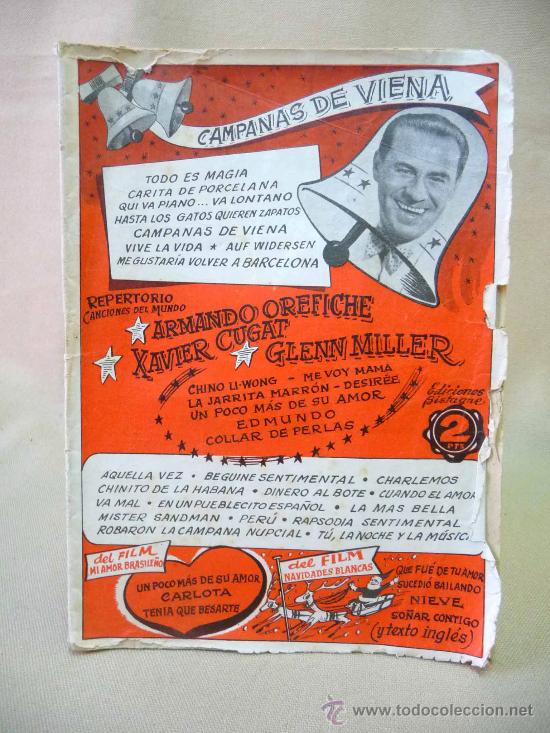 CAMPANAS DE VIENA
TODO ES MAGIA
CARITA DE PORCELANA
QUI VA PIANO... VA LONTANO
HASTA LOS GATOS QUIEREN ZAPATOS
CAMPANAS DE VIENA
VIVE LA VIDA ★ AUF WIDERSEN
ME GUSTARÍA VOLVER A BARCELONA
REPERTORIO
CANCIONES DEL MUNDO
ARMANDO OREFICHE
XAVIER CUGAT
GLENN MILLER
CHINO LI-WONG - ME VOY MAMA
LA JARRITA MARRÓN - DESIRÉE
UN POCO MÁS DE SU AMOR
EDMUNDO
COLLAR DE PERLAS
Ediciones
Bistagne
2
PTS
AQUELLA VEZ • BEGUINE SENTIMENTAL • CHARLEMOS
CHINITO DE LA HABANA • DINERO AL BOTE • CUANDO EL AMOR
VA MAL • EN UN PUEBLECITO ESPAÑOL • LA MAS BELLA
MISTER SANDMAN • PERÚ • RAPSODIA SENTIMENTAL
ROBARON LA CAMPANA NUPCIAL • TÚ, LA NOCHE Y LA MÚSICA
del FILM
MI AMOR BRASILEÑO
UN POCO MÁS DE SU AMOR
CARLOTA
TENÍA QUE BESARTE
del FILM
NAVIDADES BLANCAS
QUE FUÉ DE TU AMOR
SUCEDIÓ BAILANDO
NIEVE
SOÑAR CONTIGO
(y texto inglés)
www.todocoleccion.net